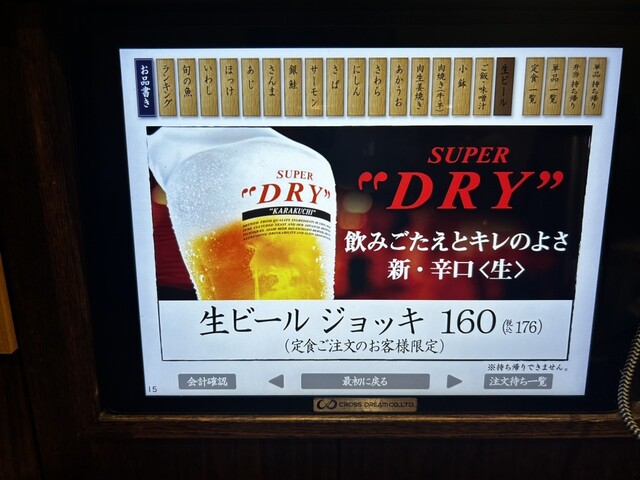 お品書き
ランキング
旬の魚
いわし
ほっけ
あじ
さんま
銀鮭
サーモン
さば
にしん
さわら
あかうお
肉生姜焼き
肉焼き(牛・羊)
小鉢
ご飯・味噌汁
生ビール
定食一覧
単品一覧
弁当持ち帰り
単品持ち帰り
SUPER
"DRY"
"KARAKUCHI"
SUPER
"DRY"
飲みごたえとキレのよさ
新・辛口〈生〉
生ビール ジョッキ 160(税込176)
(定食ご注文のお客様限定)
※持ち帰りできません。
会計確認
最初に戻る
注文待ち一覧
15
CROSS DREAM CO.,LTD.